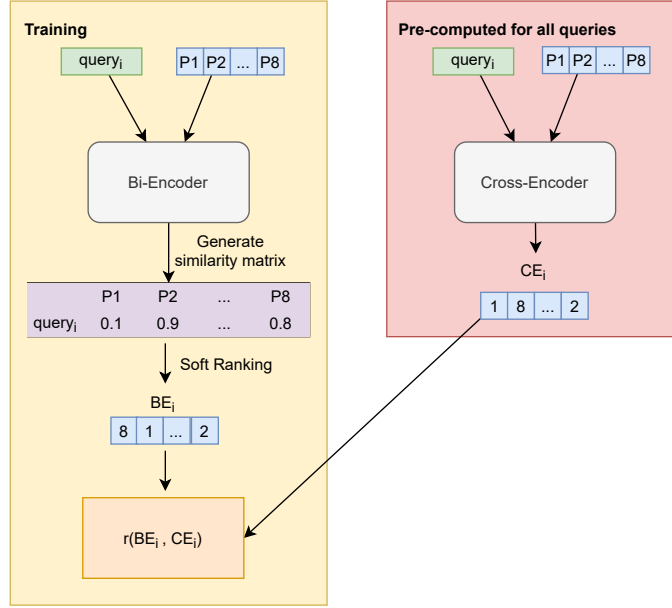 Training
query_i
P1 P2 ... P8
Bi-Encoder
Generate
similarity matrix
P1 P2 ... P8
query_i 0.1 0.9 ... 0.8
Soft Ranking
BE_i
8 1 ... 2
r(BE_i , CE_i)
Pre-computed for all queries
query_i
P1 P2 ... P8
Cross-Encoder
CE_i
1 8 ... 2